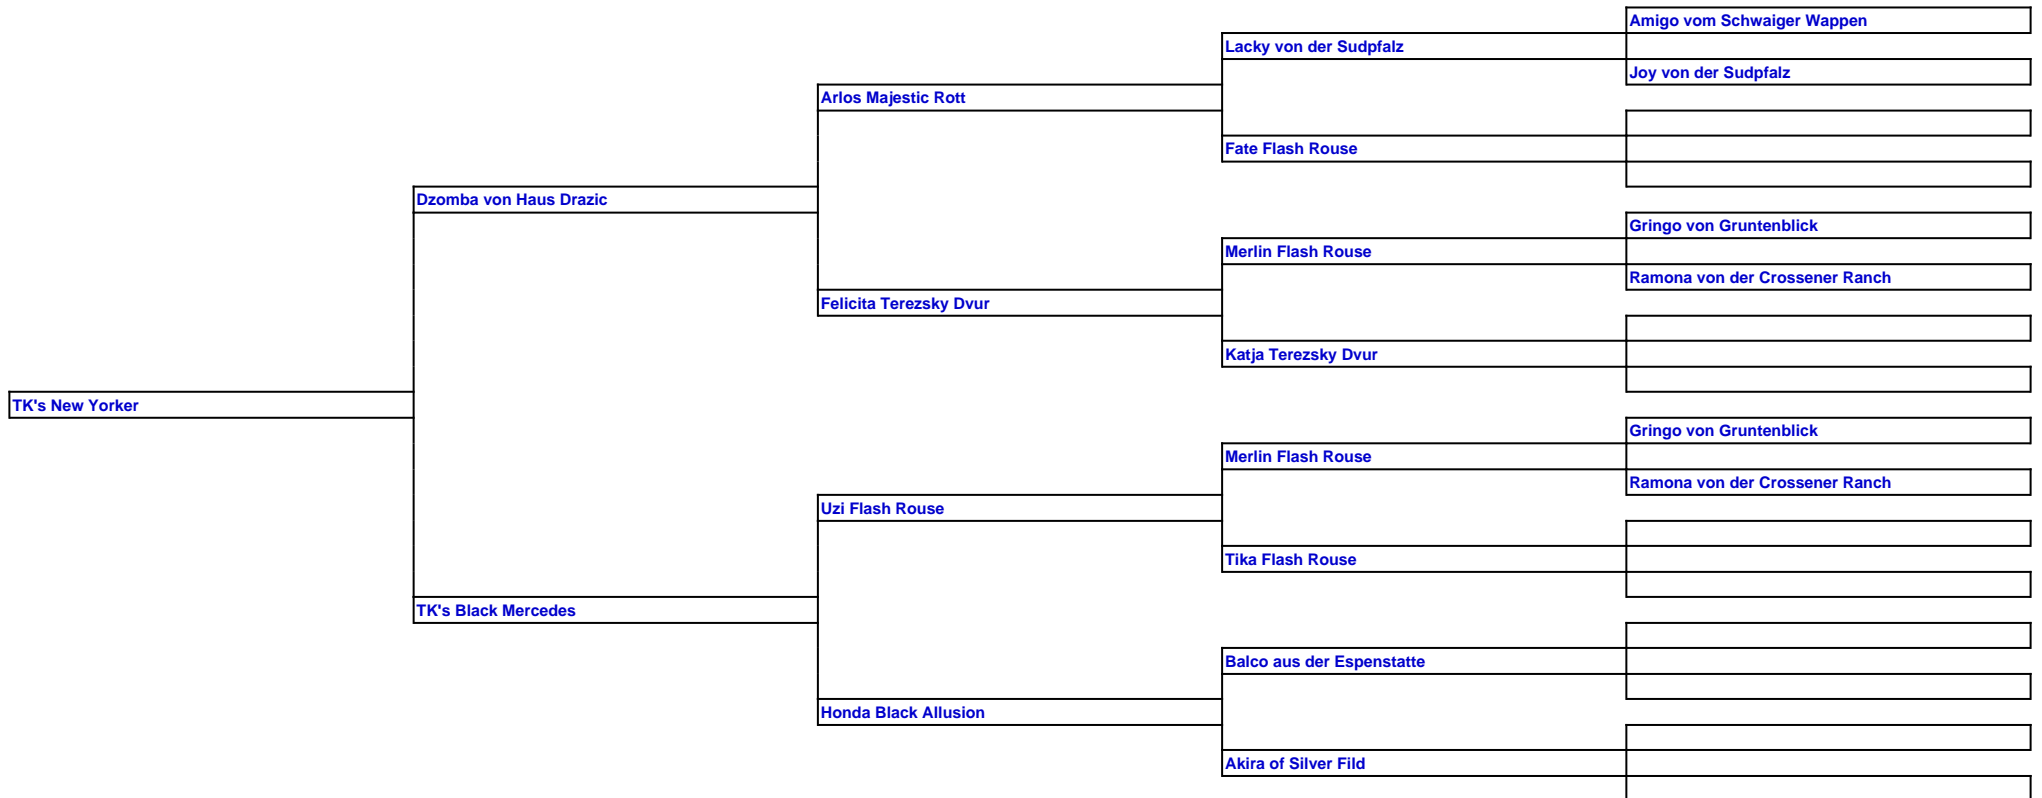 Amigo vom Schwaiger Wappen
Lacky von der Sudpfalz
Joy von der Sudpfalz
Arlos Majestic Rott
Fate Flash Rouse
Dzomba von Haus Drazic
Gringo von Gruntenblick
Merlin Flash Rouse
Ramona von der Crossener Ranch
Felicita Terezsky Dvur
Katja Terezsky Dvur
TK's New Yorker
Gringo von Gruntenblick
Merlin Flash Rouse
Ramona von der Crossener Ranch
Uzi Flash Rouse
Tika Flash Rouse
TK's Black Mercedes
Balco aus der Espenstatte
Honda Black Allusion
Akira of Silver Fild